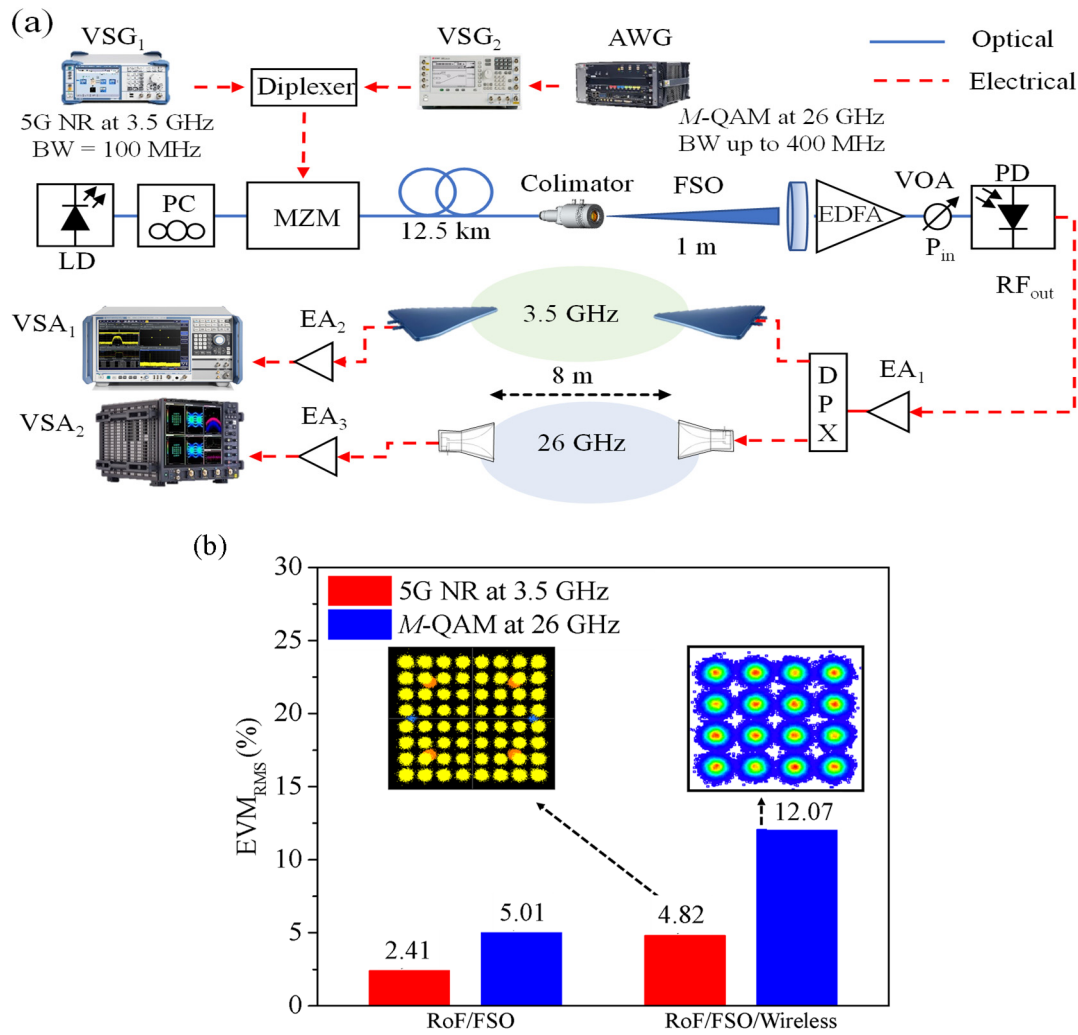 (a)
VSG1
VSG2
AWG
Optical
Electrical
Diplexer
5G NR at 3.5 GHz
BW = 100 MHz
M-QAM at 26 GHz
BW up to 400 MHz
LD
PC
MZM
12.5 km
Colimator
FSO
1 m
EDFA
VOA
Pin
PD
RFout
VSA1
EA2
3.5 GHz
8 m
DPX
EA1
VSA2
EA3
26 GHz
(b)
EVMRMS (%)
30
25
20
15
10
5
0
5G NR at 3.5 GHz
M-QAM at 26 GHz
2.41
5.01
4.82
12.07
RoF/FSO
RoF/FSO/Wireless